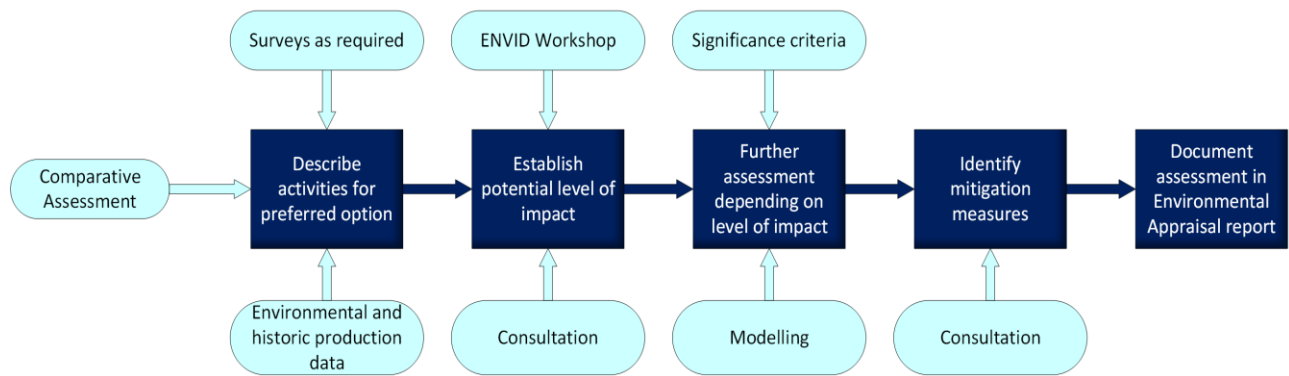 Surveys as required
ENVID Workshop
Significance criteria
Comparative
Assessment
Describe
activities for
preferred option
Establish
potential level of
impact
Further
assessment
depending on
level of impact
Identify
mitigation
measures
Document
assessment in
Environmental
Appraisal report
Environmental and
historic production
data
Consultation
Modelling
Consultation